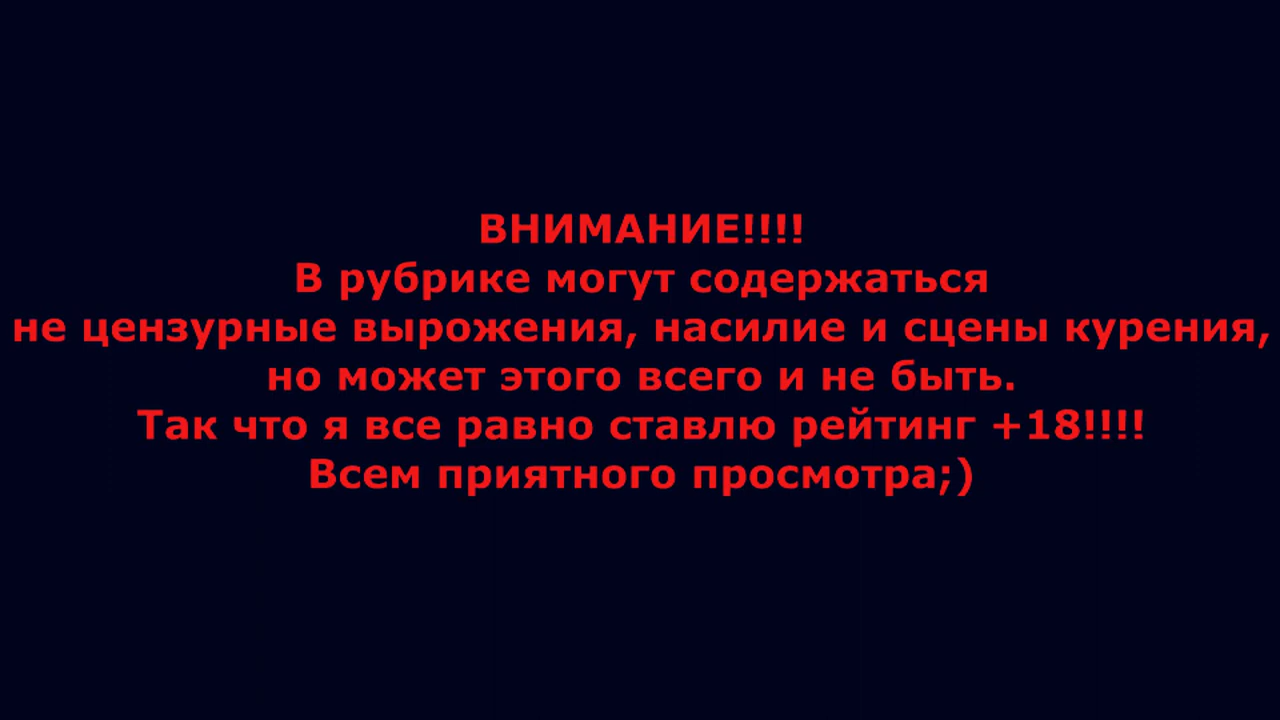 ВНИМАНИЕ!!!!
В рубрике могут содержаться
не цензурные вырожения, насилие и сцены курения,
но может этого всего и не быть.
Так что я все равно ставлю рейтинг +18!!!!
Всем приятного просмотра;)